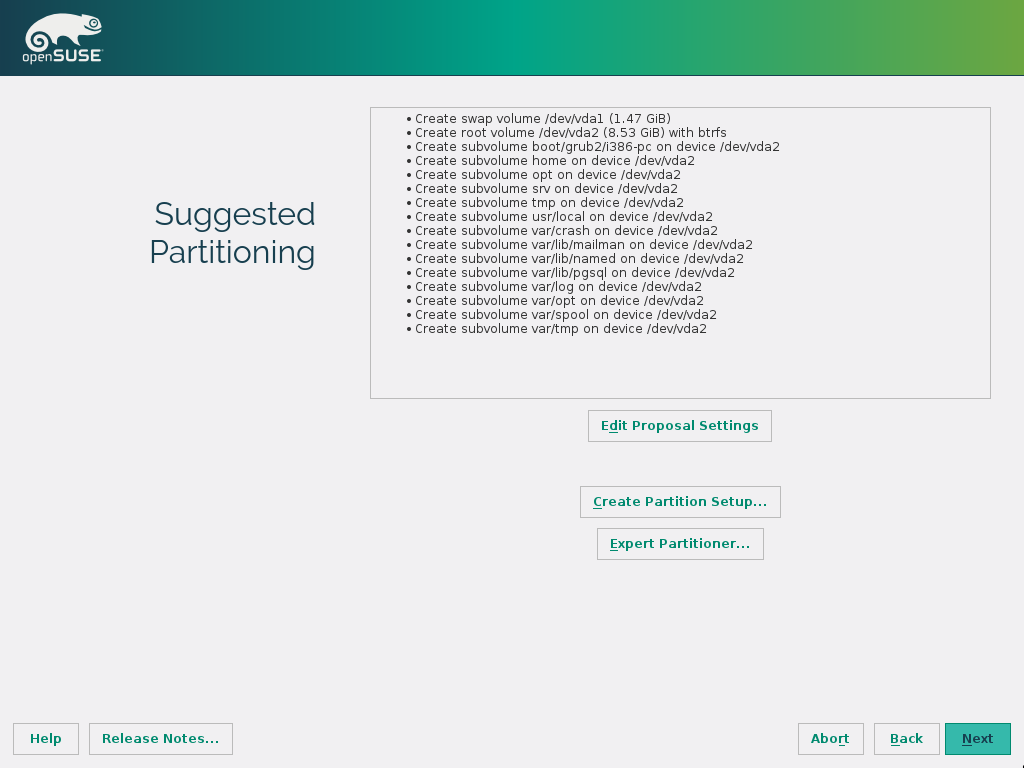 openSUSE
Suggested
Partitioning
• Create swap volume /dev/vda1 (1.47 GiB)
• Create root volume /dev/vda2 (8.53 GiB) with btrfs
• Create subvolume boot/grub2/i386-pc on device /dev/vda2
• Create subvolume home on device /dev/vda2
• Create subvolume opt on device /dev/vda2
• Create subvolume srv on device /dev/vda2
• Create subvolume tmp on device /dev/vda2
• Create subvolume usr/local on device /dev/vda2
• Create subvolume var/crash on device /dev/vda2
• Create subvolume var/lib/mailman on device /dev/vda2
• Create subvolume var/lib/named on device /dev/vda2
• Create subvolume var/lib/pgsql on device /dev/vda2
• Create subvolume var/log on device /dev/vda2
• Create subvolume var/opt on device /dev/vda2
• Create subvolume var/spool on device /dev/vda2
• Create subvolume var/tmp on device /dev/vda2
Edit Proposal Settings
Create Partition Setup...
Expert Partitioner...
Help
Release Notes...
Abort
Back
Next